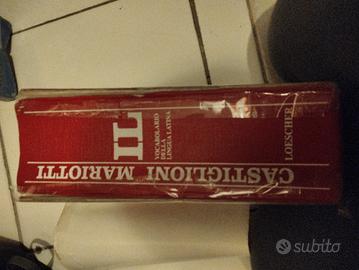 IL
VOCABOLARIO
DELLA
LINGUA LATINA
CASTIGLIONI MARIOTTI
LOESCHER
subito